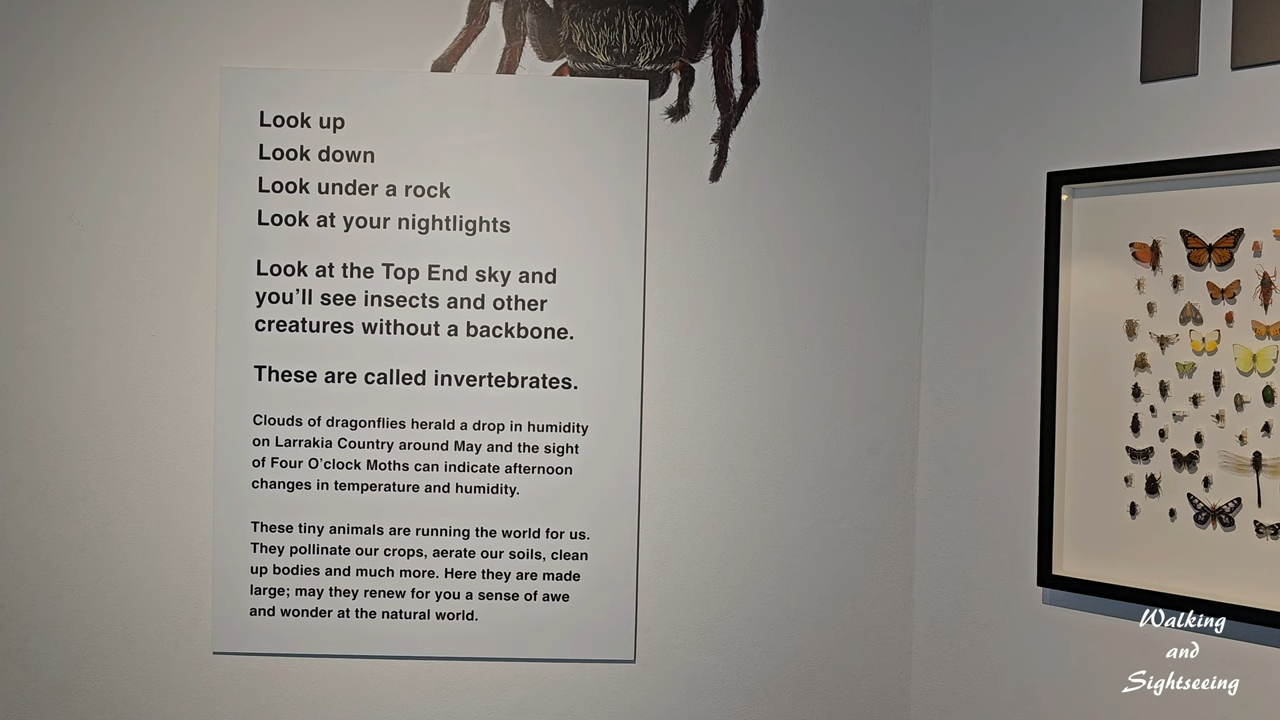 Look up
Look down
Look under a rock
Look at your nightlights
Look at the Top End sky and
you'll see insects and other
creatures without a backbone.
These are called invertebrates.
Clouds of dragonflies herald a drop in humidity
on Larrakia Country around May and the sight
of Four O'clock Moths can indicate afternoon
changes in temperature and humidity.
These tiny animals are running the world for us.
They pollinate our crops, aerate our soils, clean
up bodies and much more. Here they are made
large; may they renew for you a sense of awe
and wonder at the natural world.
Walking
and
Sightseeing